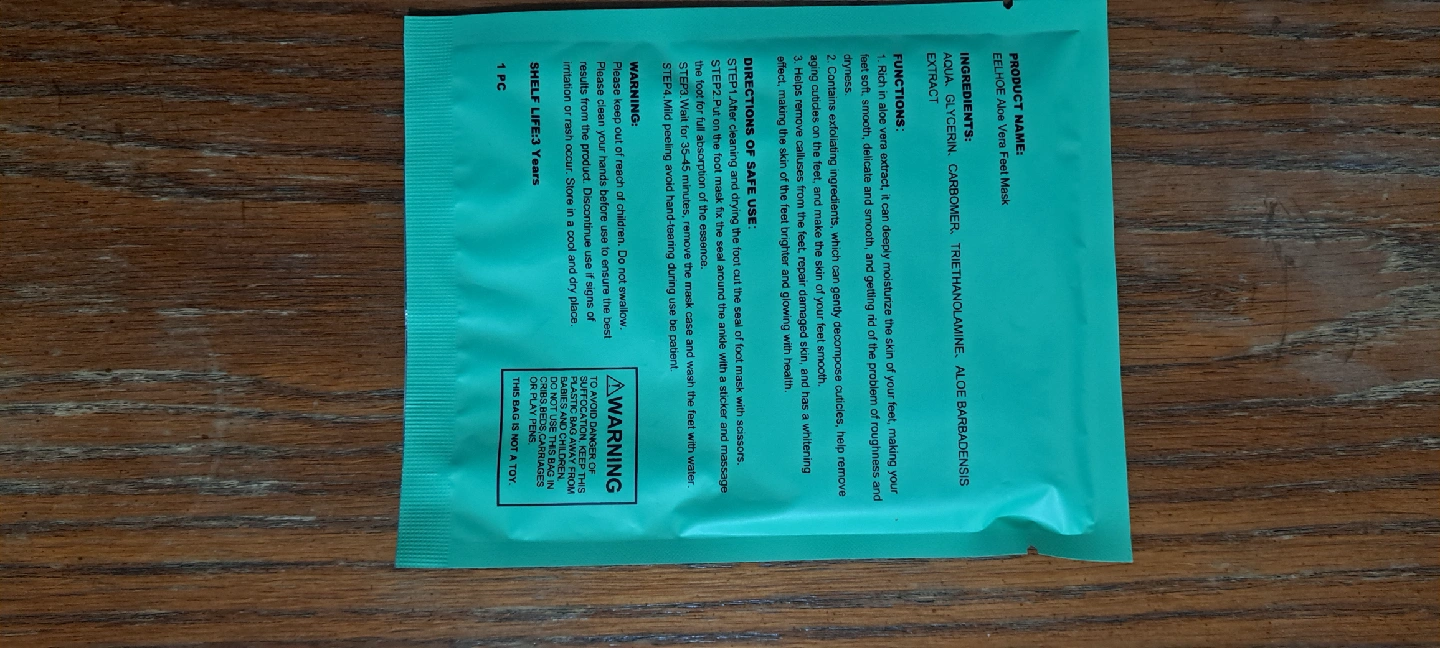 PRODUCT NAME:
EELHOE Aloe Vera Feet Mask
INGREDIENTS:
AQUA、GLYCERIN、CARBOMER、TRIETHANOLAMINE、ALOE BARBADENSIS
EXTRACT
FUNCTIONS:
1. Rich in aloe vera extract, it can deeply moisturize the skin of your feet, making your
feet soft, smooth, delicate and smooth, and getting rid of the problem of roughness and
dryness.
2. Contains exfoliating ingredients, which can gently decompose cuticles, help remove
aging cuticles on the feet, and make the skin of your feet smooth.
3. Helps remove calluses from the feet, repair damaged skin, and has a whitening
effect, making the skin of the feet brighter and glowing with health.
DIRECTIONS OF SAFE USE:
STEP1.After cleaning and drying the foot cut the seal of foot mask with scissors.
STEP2.Put on the foot mask fix the seal around the ankle with a sticker and massage
the foot for full absorption of the essence.
STEP3.Wait for 35-45 minutes, remove the mask case and wash the feet with water.
STEP4.Mild peeling avoid hand-tearing during use be patient.
WARNING:
Please keep out of reach of children. Do not swallow.
Please clean your hands before use to ensure the best
results from the product. Discontinue use if signs of
irritation or rash occur. Store in a cool and dry place.
SHELF LIFE:3 Years
1 PC
⚠WARNING
TO AVOID DANGER OF
SUFFOCATION, KEEP THIS
PLASTIC BAG AWAY FROM
BABIES AND CHILDREN.
DO NOT USE THIS BAG IN
CRIBS,BEDS,CARRIAGES
OR PLAY PENS.
THIS BAG IS NOT A TOY.